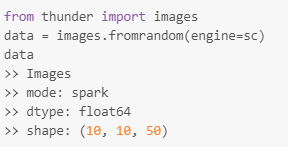 from thunder import images
data = images.fromrandom(engine=sc)
data
>> Images
>> mode: spark
>> dtype: float64
>> shape: (10, 10, 50)